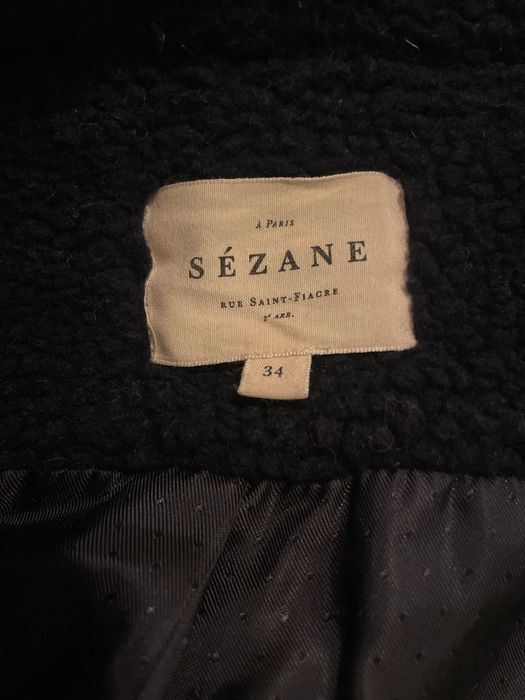 À PARIS
SÉZANE
RUE SAINT-FIACRE
2e ARR.
34